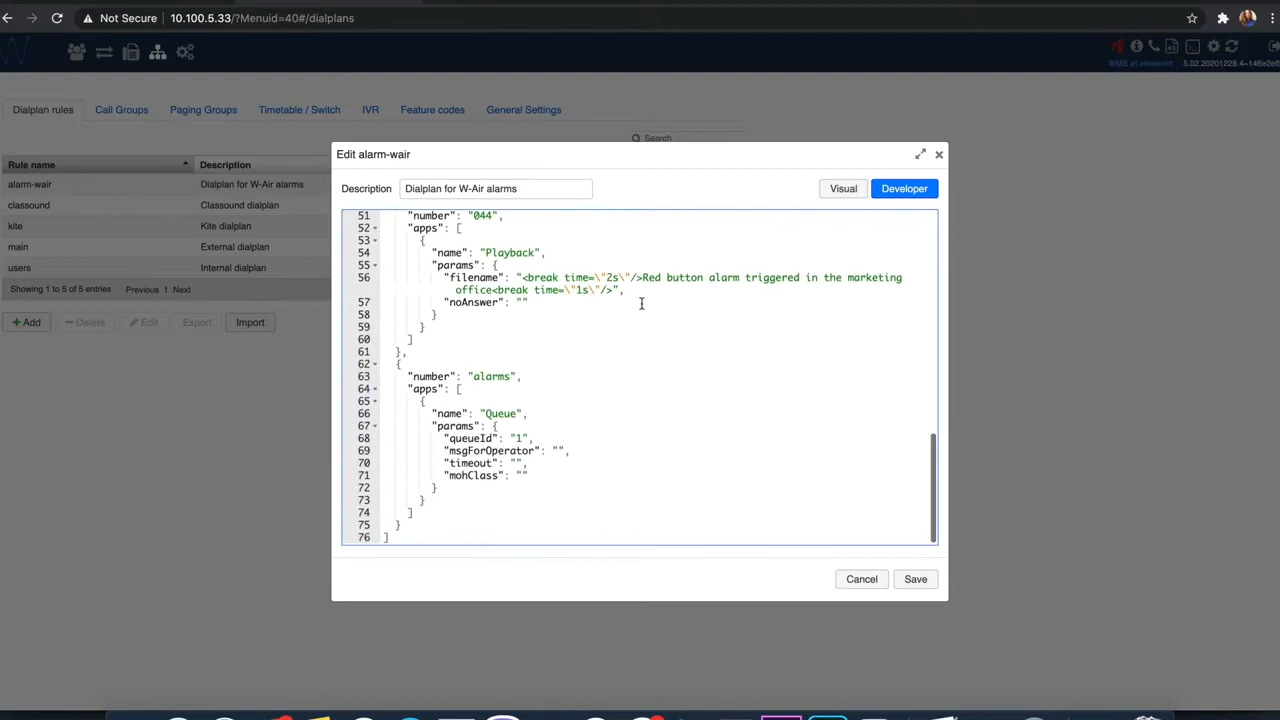 Not Secure 10.100.5.33/?Menuid=40#/dialplans
5.02.20201228.4~146e2e
Dialplan rules Call Groups Paging Groups Timetable / Switch IVR Feature codes General Settings
Search
Rule name Description
alarm-wair Dialplan for W-Air alarms
classound Classound dialplan
kite Kite dialplan
main External dialplan
users Internal dialplan
Showing 1 to 5 of 5 entries Previous 1 Next
+ Add − Delete Edit Export Import
Edit alarm-wair
Description Dialplan for W-Air alarms Visual Developer
51 "number": "044",
52 "apps": [
53 {
54 "name": "Playback",
55 "params": {
56 "filename": "<break time=\"2s\"/>Red button alarm triggered in the marketing
office<break time=\"1s\"/>",
57 "noAnswer": ""
58 }
59 }
60 ]
61 },
62 {
63 "number": "alarms",
64 "apps": [
65 {
66 "name": "Queue",
67 "params": {
68 "queueId": "1",
69 "msgForOperator": "",
70 "timeout": "",
71 "mohClass": ""
72 }
73 }
74 ]
75 }
76 ]
Cancel Save